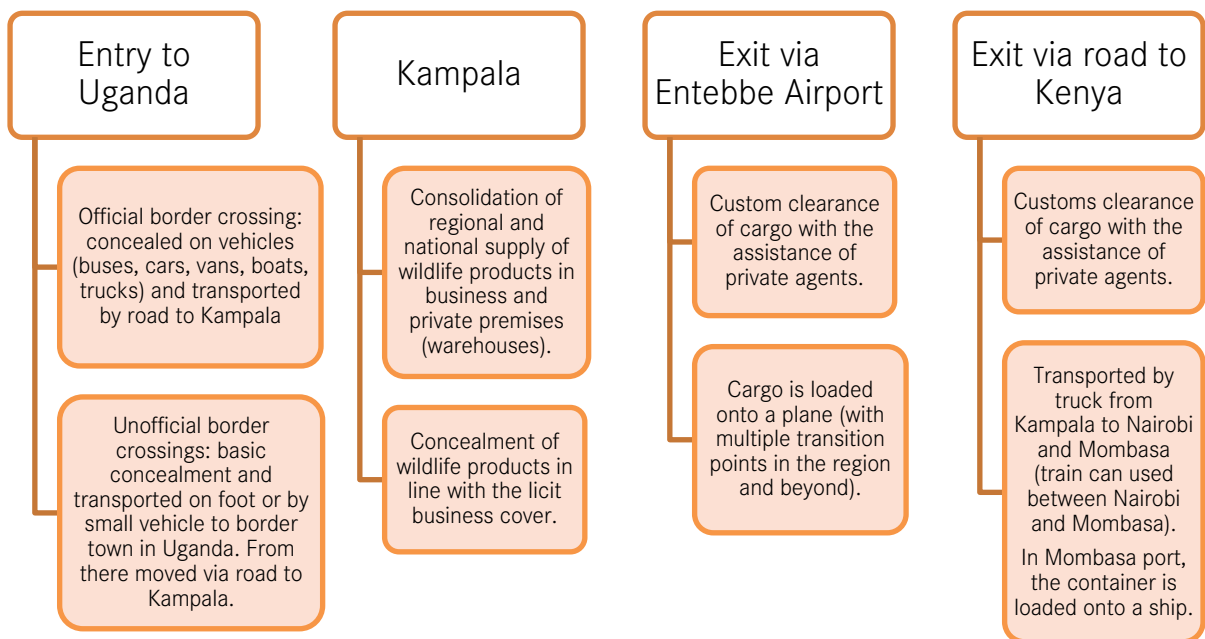 Entry to
Uganda
Official border crossing:
concealed on vehicles
(buses, cars, vans, boats,
trucks) and transported
by road to Kampala
Unofficial border
crossings: basic
concealment and
transported on foot or by
small vehicle to border
town in Uganda. From
there moved via road to
Kampala.
Kampala
Consolidation of
regional and
national supply of
wildlife products in
business and
private premises
(warehouses).
Concealment of
wildlife products in
line with the licit
business cover.
Exit via
Entebbe Airport
Custom clearance
of cargo with the
assistance of
private agents.
Cargo is loaded
onto a plane (with
multiple transition
points in the region
and beyond).
Exit via road to
Kenya
Customs clearance
of cargo with the
assistance of
private agents.
Transported by
truck from
Kampala to Nairobi
and Mombasa
(train can used
between Nairobi
and Mombasa).
In Mombasa port,
the container is
loaded onto a ship.